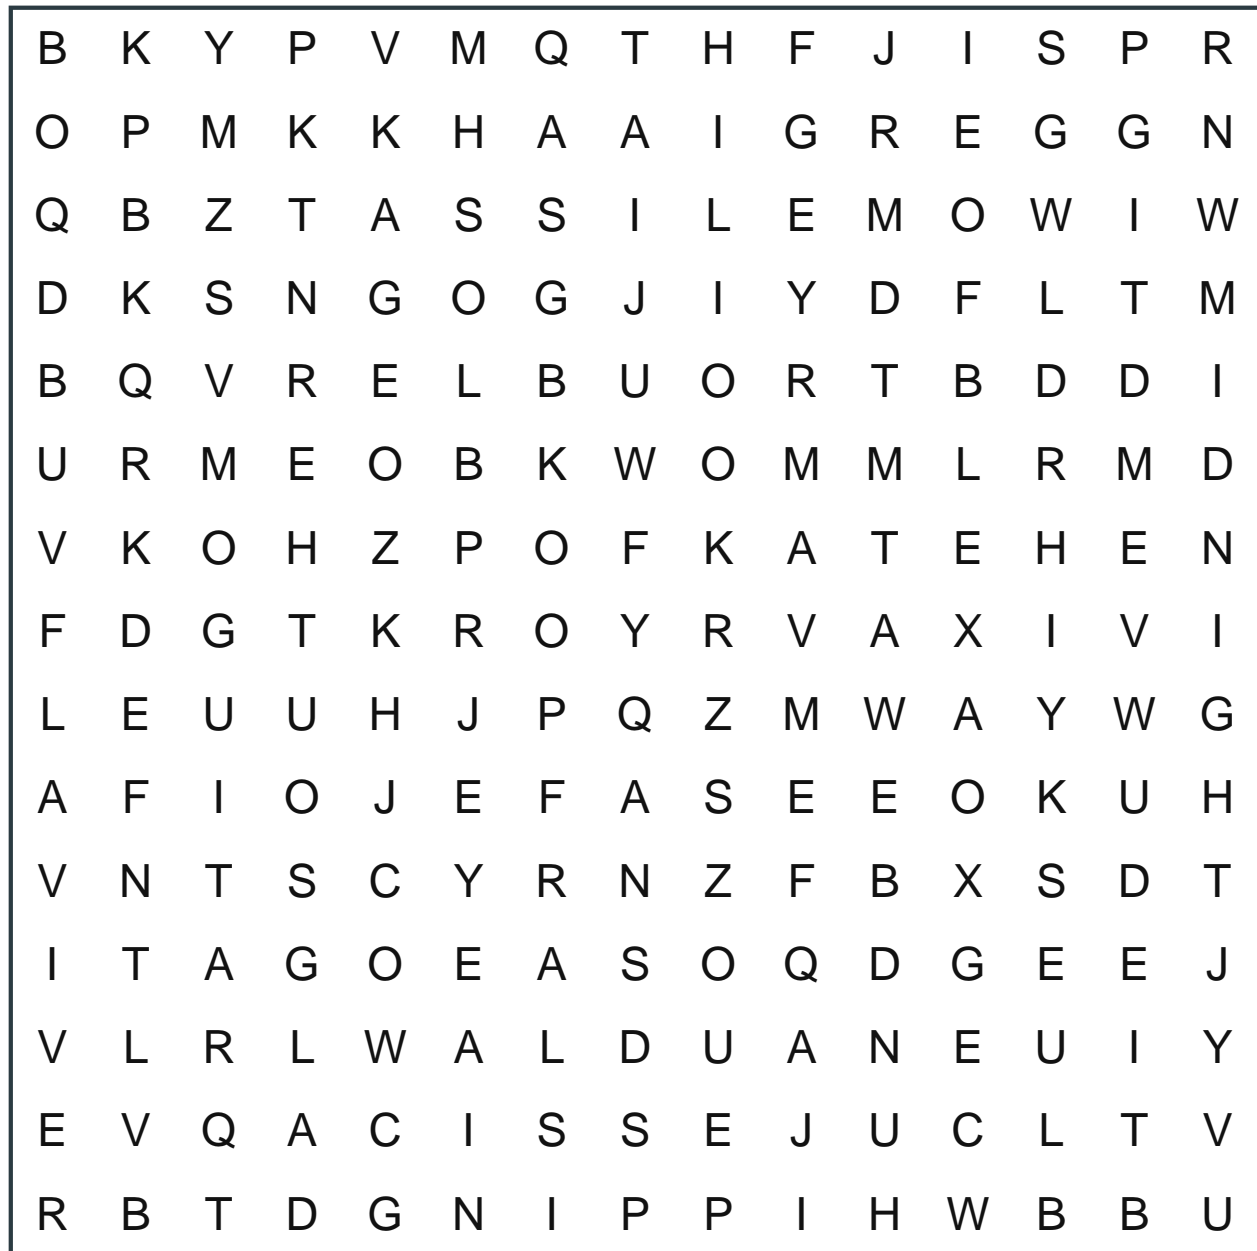 B K Y P V M Q T H F J I S P R
O P M K K H A A I G R E G G N
Q B Z T A S S I L E M O W I W
D K S N G O G J I Y D F L T M
B Q V R E L B U O R T B D D I
U R M E O B K W O M M L R M D
V K O H Z P O F K A T E H E N
F D G T K R O Y R V A X I V I
L E U U H J P Q Z M W A Y W G
A F I O J E F A S E E O K U H
V N T S C Y R N Z F B X S D T
I T A G O E A S O Q D G E E J
V L R L W A L D U A N E U I Y
E V Q A C I S S E J U C L T V
R B T D G N I P P I H W B B U